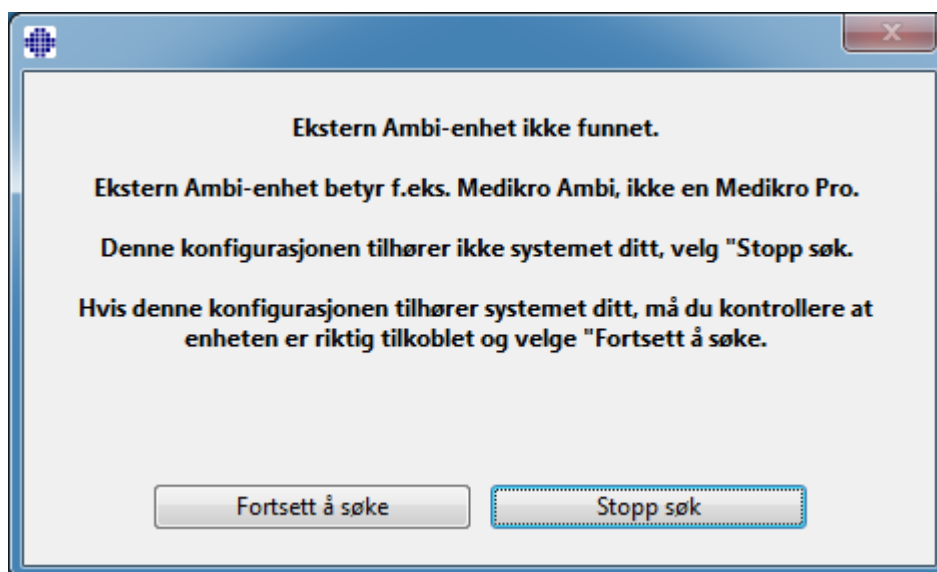 Ekstern Ambi-enhet ikke funnet.
Ekstern Ambi-enhet betyr f.eks. Medikro Ambi, ikke en Medikro Pro.
Denne konfigurasjonen tilhører ikke systemet ditt, velg "Stopp søk.
Hvis denne konfigurasjonen tilhører systemet ditt, må du kontrollere at
enheten er riktig tilkoblet og velge "Fortsett å søke.
Fortsett å søke
Stopp søk